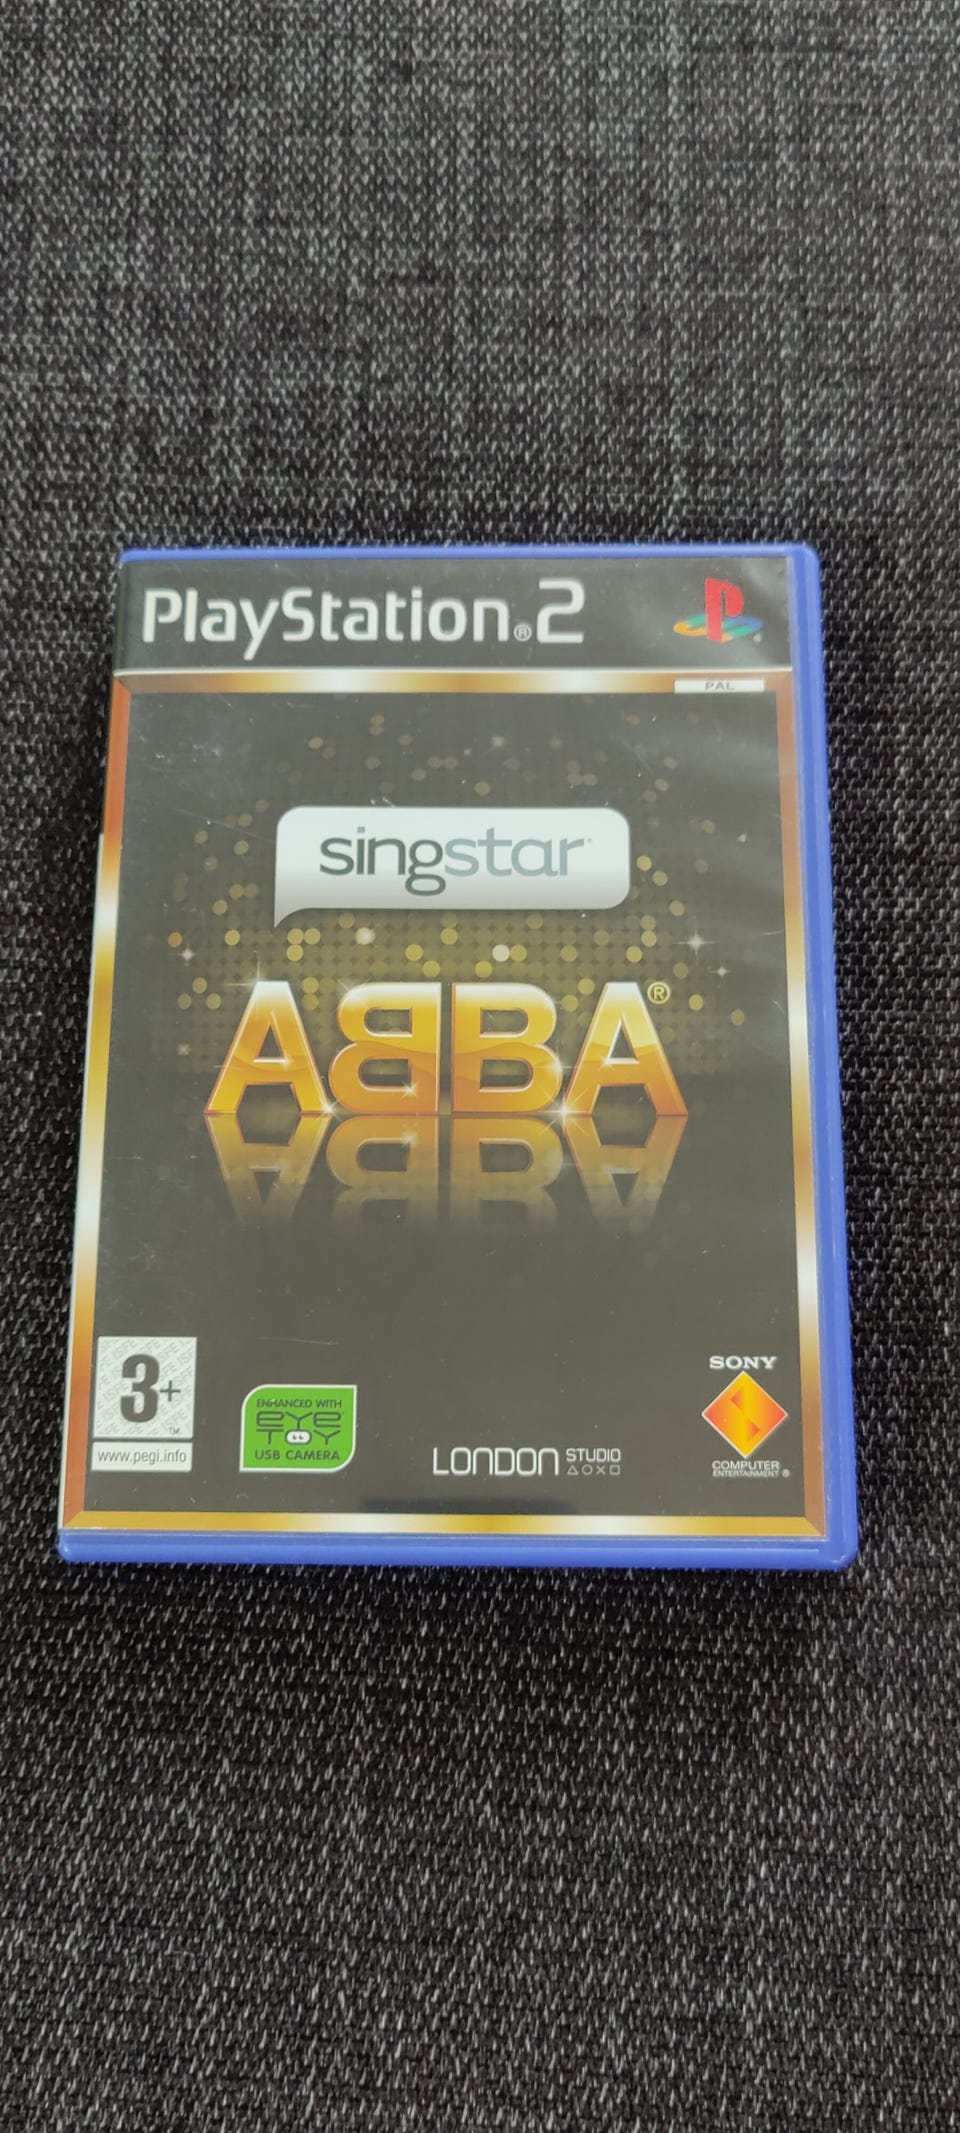 PlayStation®2
PAL
singstar
ABBA®
3+
™
www.pegi.info
ENHANCED WITH
EYE
TOY
USB CAMERA
LONDON STUDIO
SONY
COMPUTER
ENTERTAINMENT®